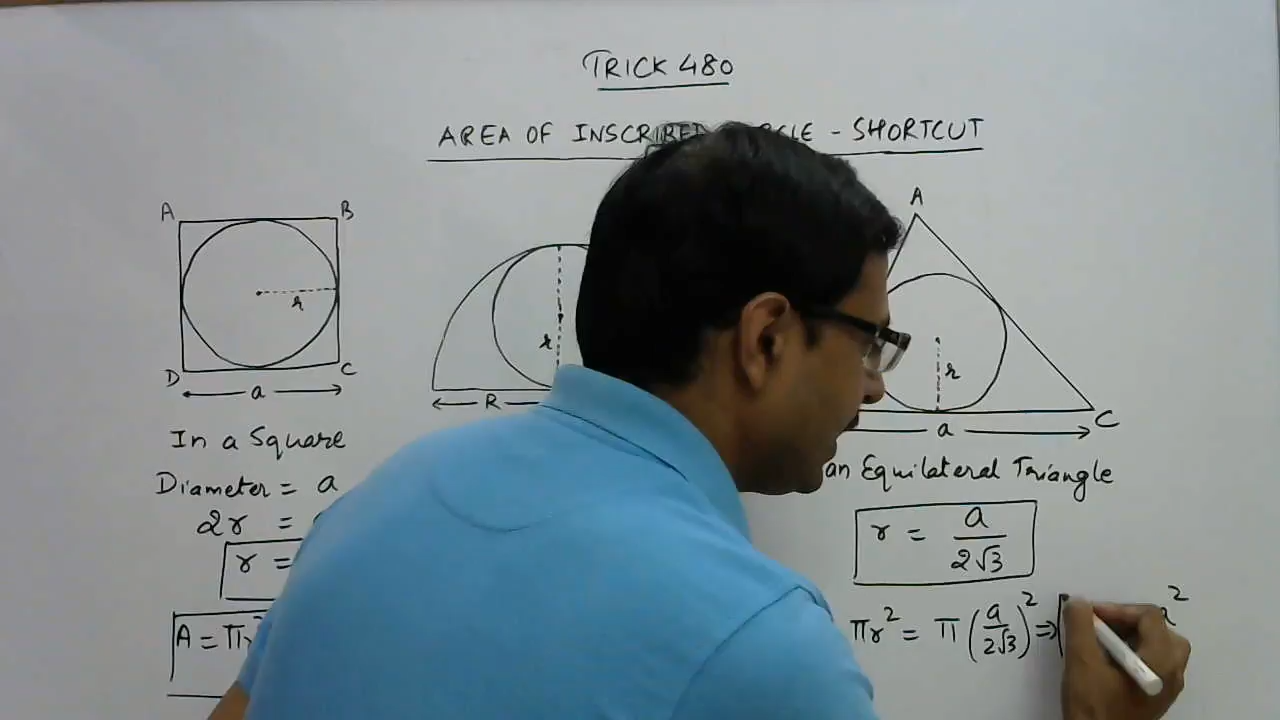 TRICK 480
AREA OF INSCRIBED - SHORTCUT
A
B
r
D
C
a
In a Square
Diameter = a
2r =
r =
A = πr
r
R
A
r
C
a
an Equilateral Triangle
r = a/2√3
πr² = π(a/2√3)² ⇒